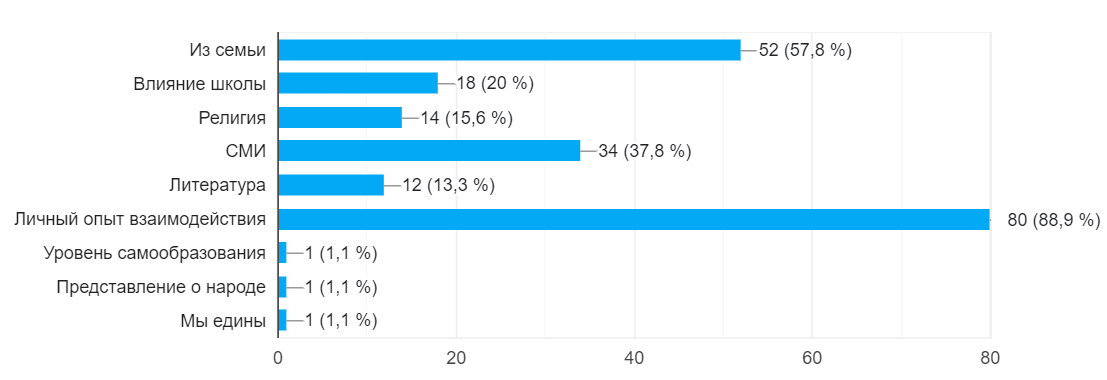 Из семьи 52 (57,8 %)
Влияние школы 18 (20 %)
Религия 14 (15,6 %)
СМИ 34 (37,8 %)
Литература 12 (13,3 %)
Личный опыт взаимодействия 80 (88,9 %)
Уровень самообразования 1 (1,1 %)
Представление о народе 1 (1,1 %)
Мы едины 1 (1,1 %)
0 20 40 60 80